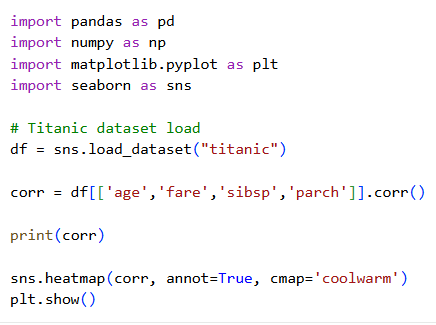 import pandas as pd
import numpy as np
import matplotlib.pyplot as plt
import seaborn as sns
# Titanic dataset load
df = sns.load_dataset("titanic")
corr = df[['age','fare','sibsp','parch']].corr()
print(corr)
sns.heatmap(corr, annot=True, cmap='coolwarm')
plt.show()